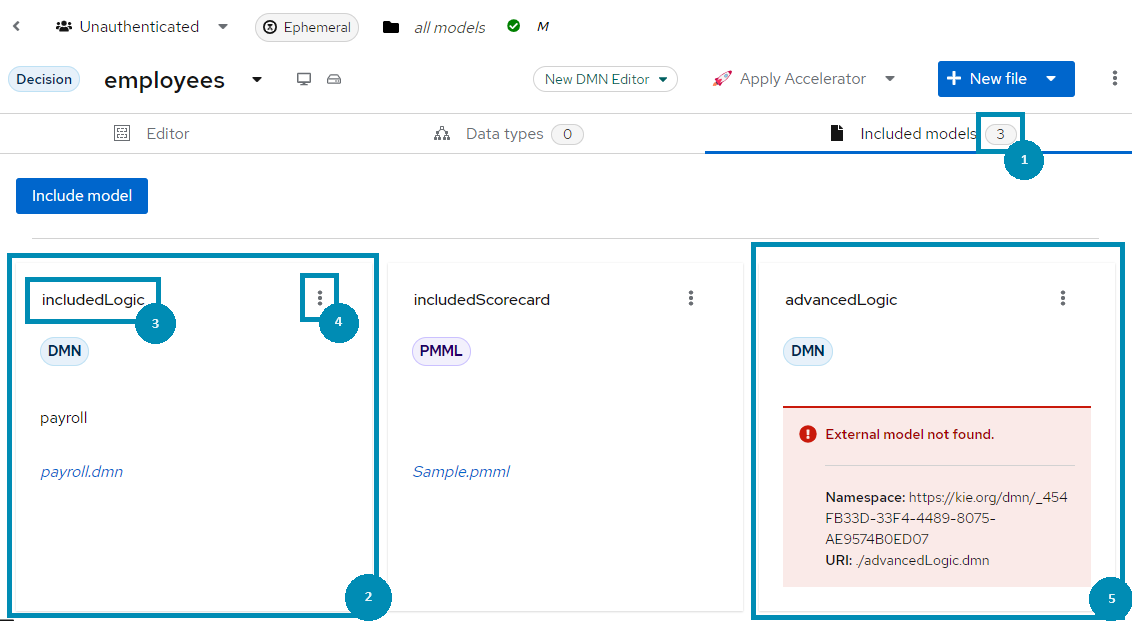 Unauthenticated Ephemeral all models M
Decision employees New DMN Editor Apply Accelerator New file
Editor Data types 0 Included models 3
1
Include model
includedLogic
3
4
DMN
payroll
payroll.dmn
2
includedScorecard
PMML
Sample.pmml
advancedLogic
DMN
External model not found.
Namespace: https://kie.org/dmn/_454
FB33D-33F4-4489-8075-
AE9574B0ED07
URI: ./advancedLogic.dmn
5